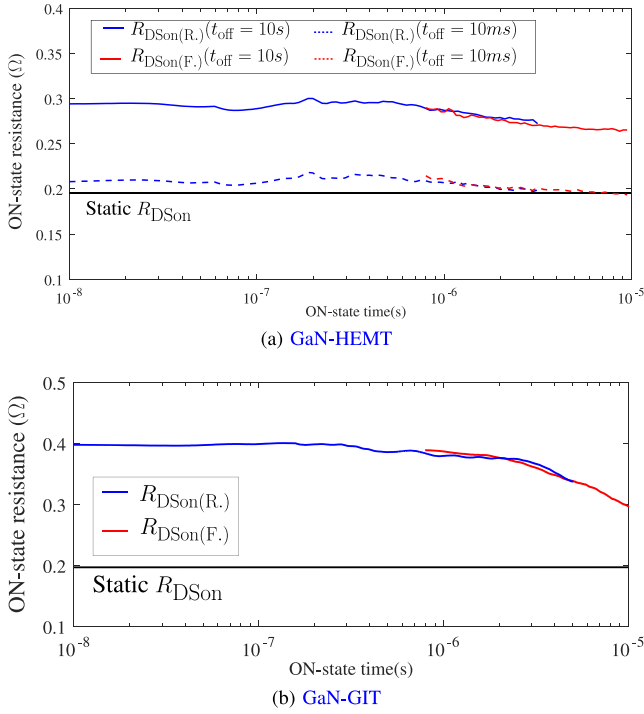 0.4
0.35
0.3
0.25
0.2
0.15
0.1
ON-state resistance (Ω)
R_DSon(R.)(t_off = 10s)
R_DSon(R.)(t_off = 10ms)
R_DSon(F.)(t_off = 10s)
R_DSon(F.)(t_off = 10ms)
Static R_DSon
10^-8
10^-7
10^-6
10^-5
ON-state time(s)
(a) GaN-HEMT
0.5
0.4
0.3
0.2
0.1
ON-state resistance (Ω)
R_DSon(R.)
R_DSon(F.)
Static R_DSon
10^-8
10^-7
10^-6
10^-5
ON-state time(s)
(b) GaN-GIT